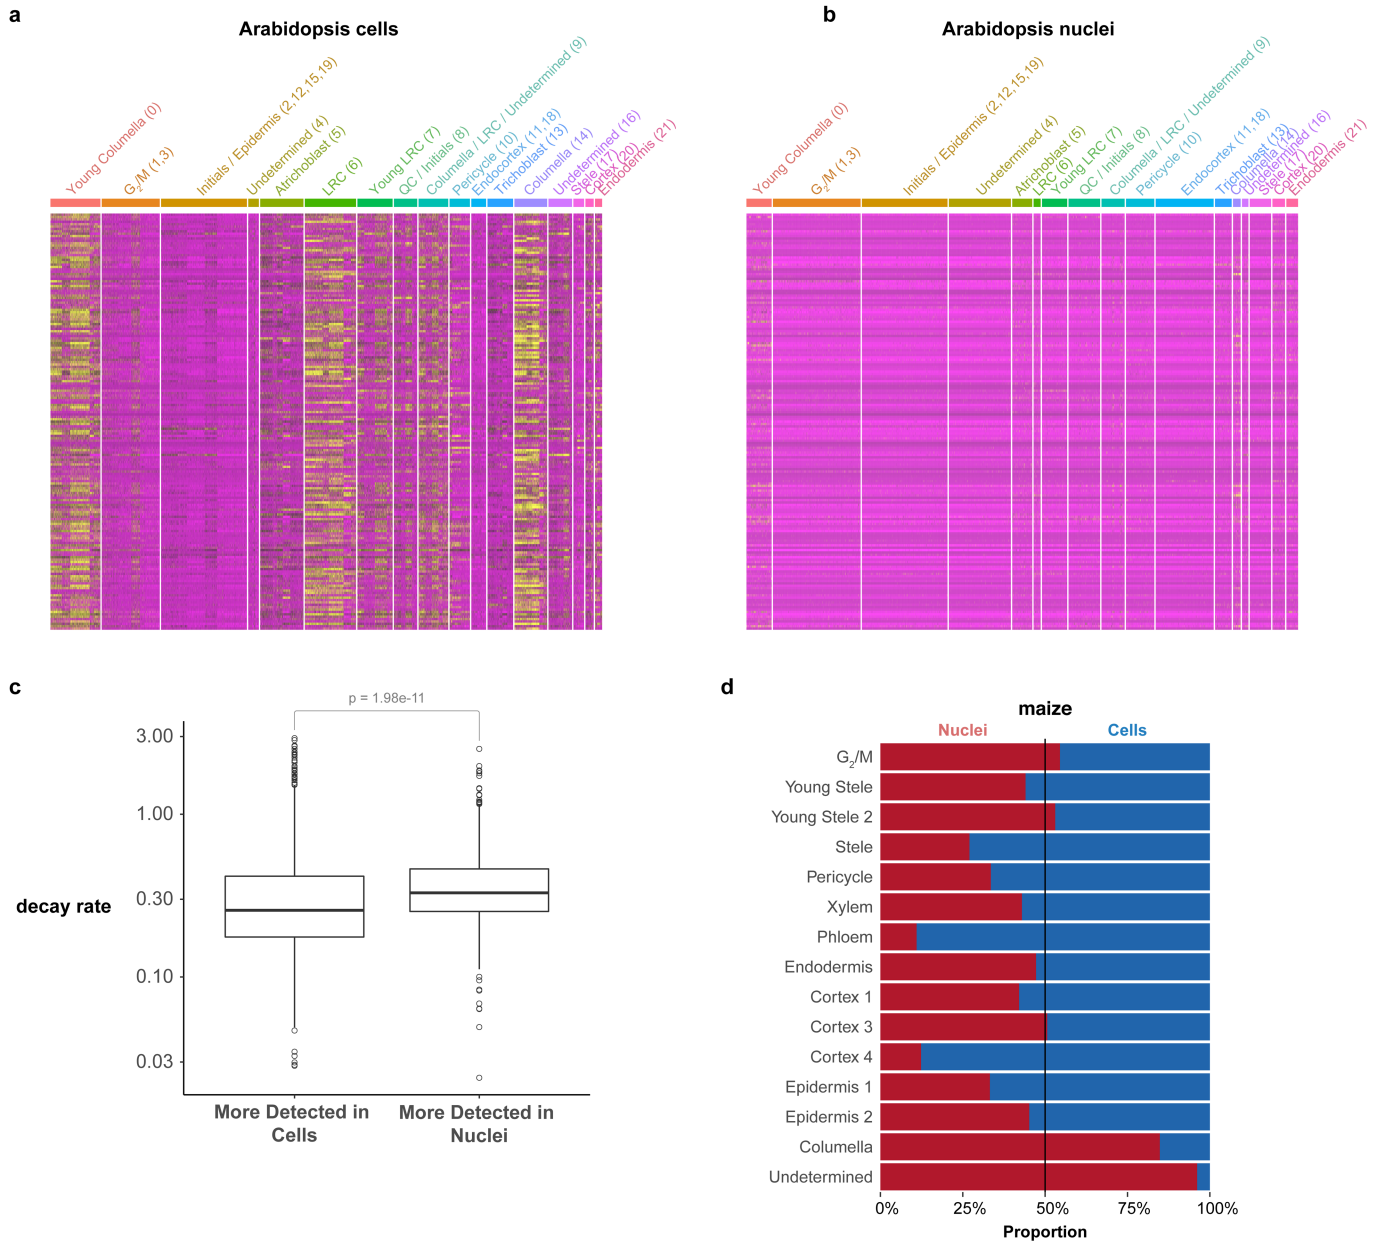 a
Arabidopsis cells
Young Columella (0)
G2/M (1,3)
Initials / Epidermis (2,12,15,19)
Undetermined (4)
Atrichoblast (5)
LRC (6)
Young LRC (7)
QC / Initials (8)
Columella / LRC / Undetermined (9)
Pericycle (10)
Endocortex (11,18)
Trichoblast (13)
Columella (14)
Undetermined (16)
Stele (17)
Cortex (20)
Endodermis (21)
b
Arabidopsis nuclei
Young Columella (0)
G2/M (1,3)
Initials / Epidermis (2,12,15,19)
Undetermined (4)
Atrichoblast (5)
LRC (6)
Young LRC (7)
QC / Initials (8)
Columella / LRC / Undetermined (9)
Pericycle (10)
Endocortex (11,18)
Trichoblast (13)
Columella (14)
Undetermined (16)
Stele (17)
Cortex (20)
Endodermis (21)
c
p = 1.98e-11
3.00
1.00
0.30
0.10
0.03
decay rate
More Detected in
Cells
More Detected in
Nuclei
d
maize
Nuclei
Cells
G2/M
Young Stele
Young Stele 2
Stele
Pericycle
Xylem
Phloem
Endodermis
Cortex 1
Cortex 3
Cortex 4
Epidermis 1
Epidermis 2
Columella
Undetermined
0%
25%
50%
75%
100%
Proportion